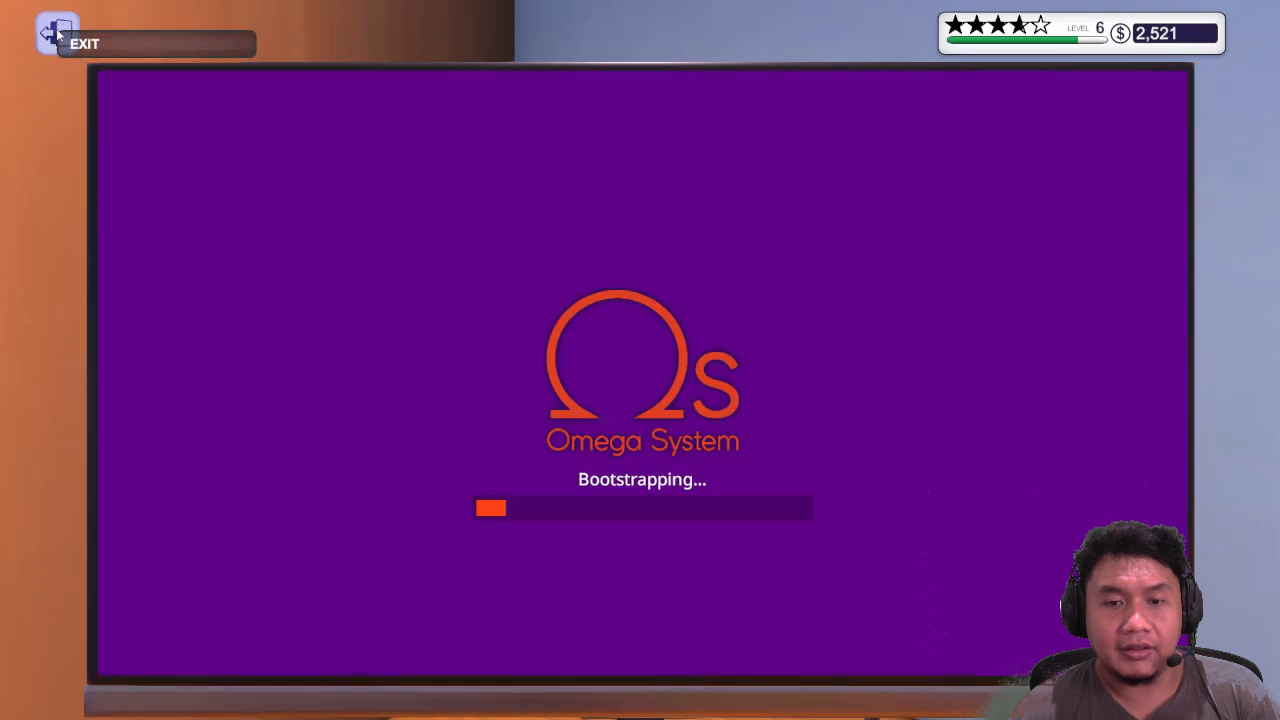 EXIT
LEVEL 6
$ 2,521
Ωs
Omega System
Bootstrapping...